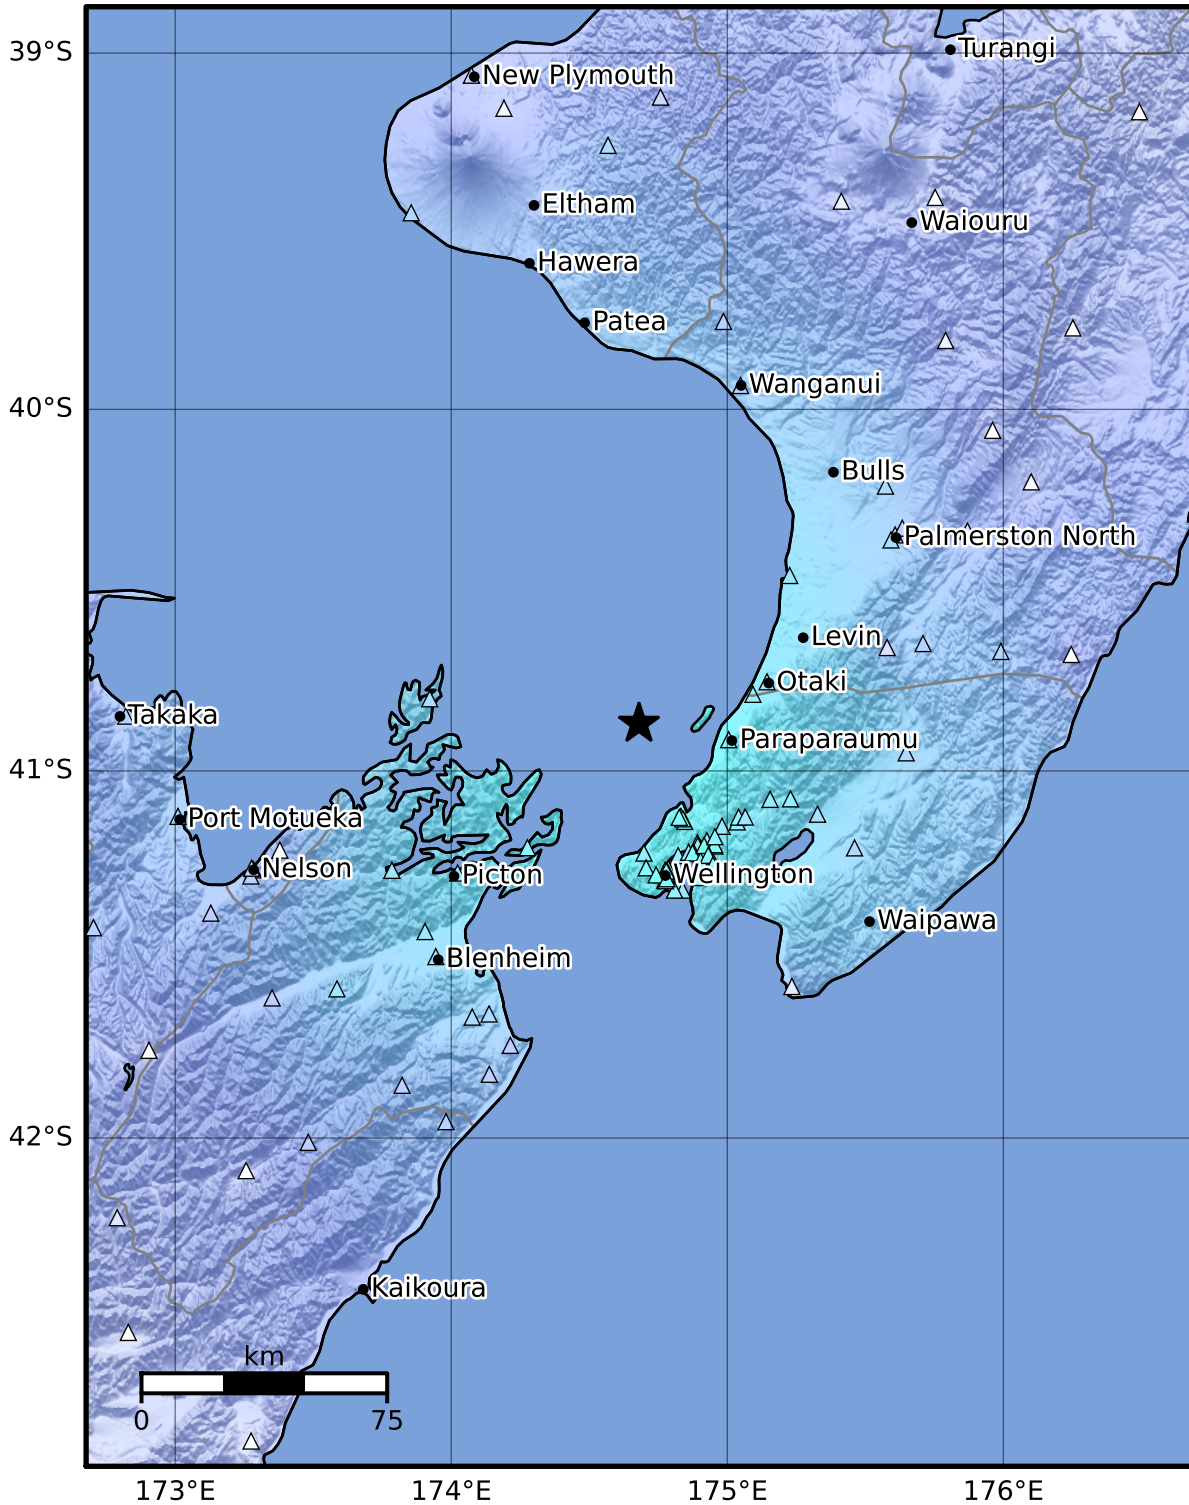 39°S
Turangi
New Plymouth
Eltham
Waiouru
Hawera
Patea
Wanganui
40°S
Bulls
Palmerston North
Levin
Otaki
Takaka
Paraparaumu
41°S
Port Motueka
Nelson
Picton
Wellington
Waipawa
Blenheim
42°S
Kaikoura
km
0
75
173°E
174°E
175°E
176°E